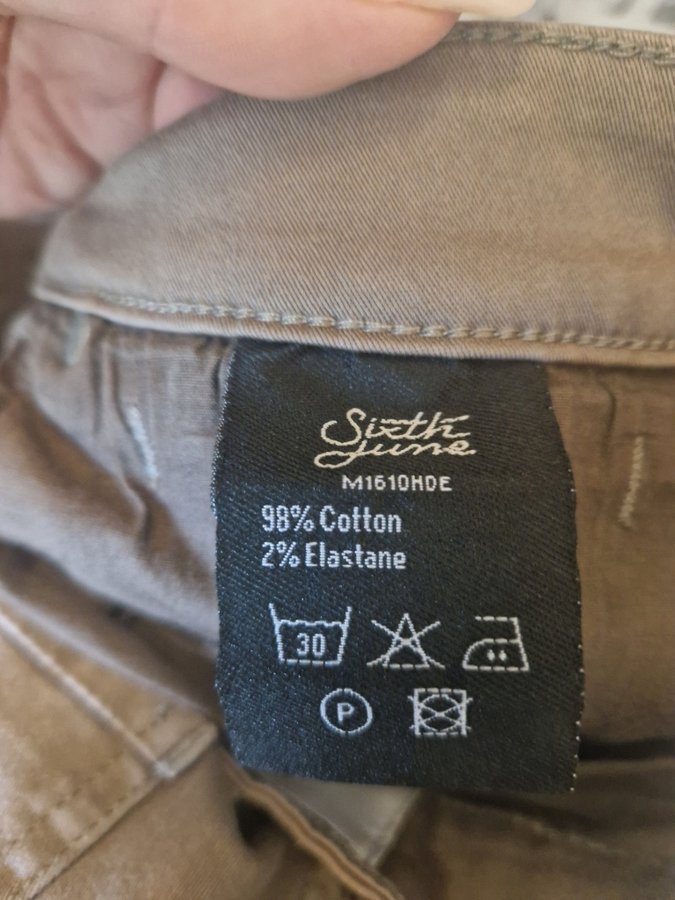 Sixth
June
M1610HDE
98% Cotton
2% Elastane
30
P